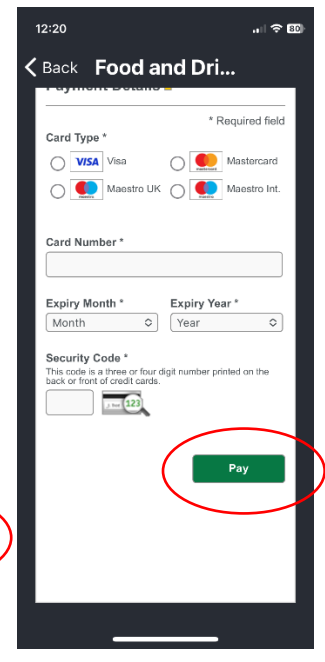 12:20 80
Back Food and Dri...
Payment Details
* Required field
Card Type *
VISA Visa Mastercard
Maestro UK Maestro Int.
Card Number *
Expiry Month * Expiry Year *
Month Year
Security Code *
This code is a three or four digit number printed on the
back or front of credit cards.
123
Pay